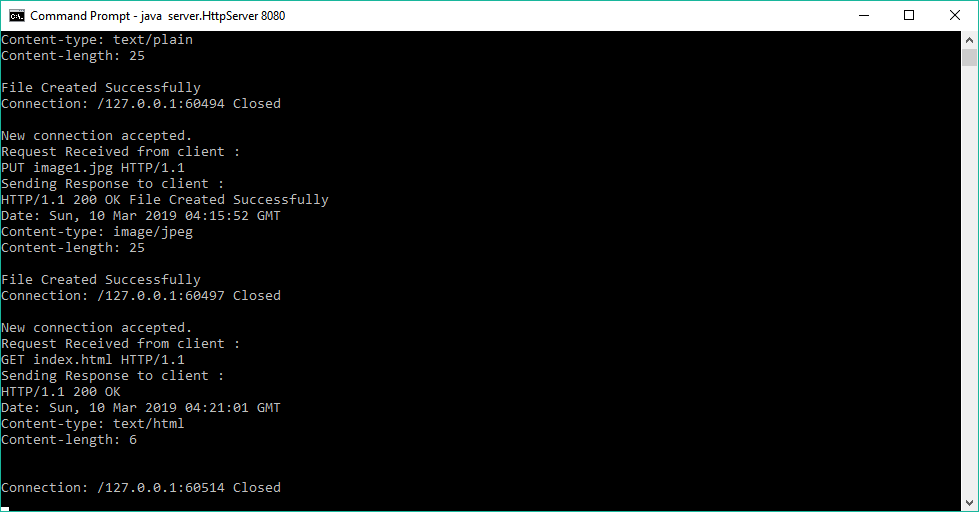 Command Prompt - java  server.HttpServer 8080
Content-type: text/plain
Content-length: 25
File Created Successfully
Connection: /127.0.0.1:60494 Closed
New connection accepted.
Request Received from client :
PUT image1.jpg HTTP/1.1
Sending Response to client :
HTTP/1.1 200 OK File Created Successfully
Date: Sun, 10 Mar 2019 04:15:52 GMT
Content-type: image/jpeg
Content-length: 25
File Created Successfully
Connection: /127.0.0.1:60497 Closed
New connection accepted.
Request Received from client :
GET index.html HTTP/1.1
Sending Response to client :
HTTP/1.1 200 OK
Date: Sun, 10 Mar 2019 04:21:01 GMT
Content-type: text/html
Content-length: 6
Connection: /127.0.0.1:60514 Closed